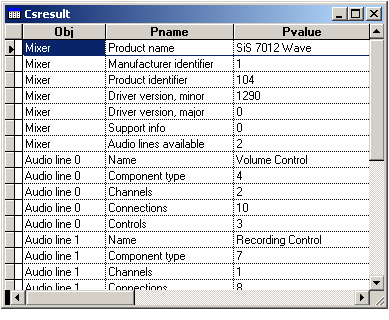 Csresult
Obj Pname Pvalue
Mixer Product name SiS 7012 Wave
Mixer Manufacturer identifier 1
Mixer Product identifier 104
Mixer Driver version, minor 1290
Mixer Driver version, major 0
Mixer Support info 0
Mixer Audio lines available 2
Audio line 0 Name Volume Control
Audio line 0 Component type 4
Audio line 0 Channels 2
Audio line 0 Connections 10
Audio line 0 Controls 3
Audio line 1 Name Recording Control
Audio line 1 Component type 7
Audio line 1 Channels 1
Audio line 1 Connections 8